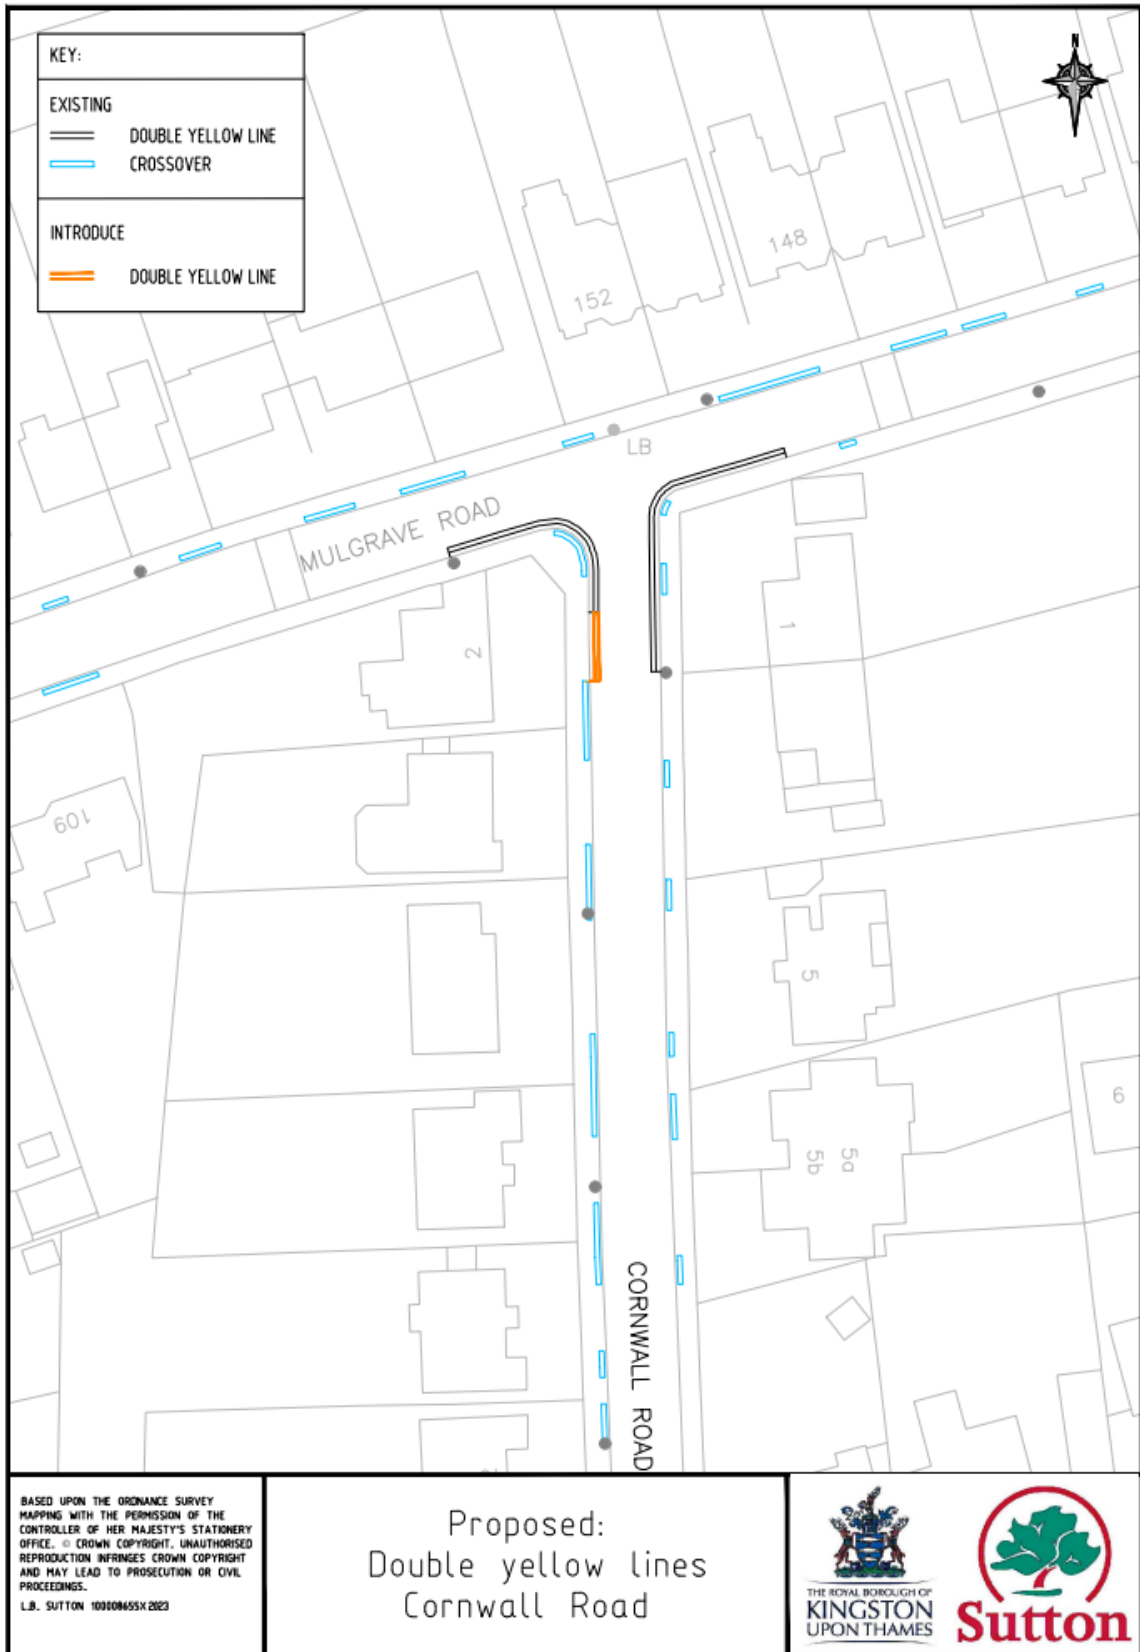 KEY:
EXISTING
DOUBLE YELLOW LINE
CROSSOVER
INTRODUCE
DOUBLE YELLOW LINE
N
148
152
LB
MULGRAVE ROAD
2
1
109
5
6
5a
5b
CORNWALL ROAD
BASED UPON THE ORDNANCE SURVEY
MAPPING WITH THE PERMISSION OF THE
CONTROLLER OF HER MAJESTY'S STATIONERY
OFFICE. © CROWN COPYRIGHT. UNAUTHORISED
REPRODUCTION INFRINGES CROWN COPYRIGHT
AND MAY LEAD TO PROSECUTION OR CIVIL
PROCEEDINGS.
L.B. SUTTON 100008655X 2023
Proposed:
Double yellow lines
Cornwall Road
THE ROYAL BOROUGH OF
KINGSTON
UPON THAMES
Sutton